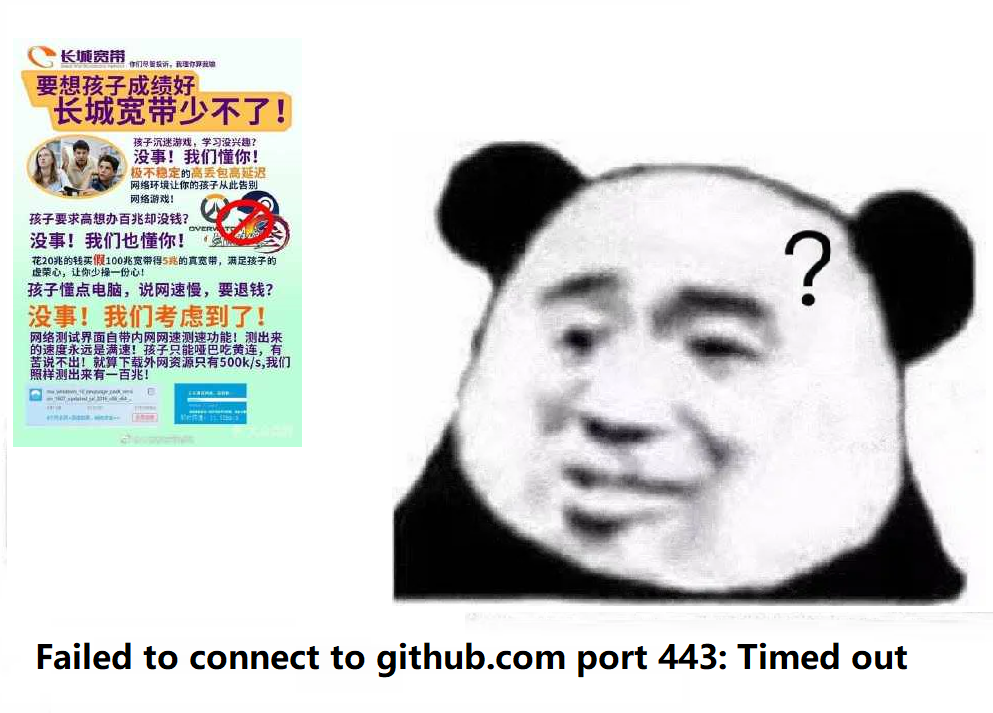 长城宽带
你们尽管投诉，我理你算我输
要想孩子成绩好
长城宽带少不了！
孩子沉迷游戏，学习没兴趣？
没事！我们懂你！
极不稳定的高丢包高延迟
网络环境让你的孩子从此告别
网络游戏！
孩子要求高想办百兆却没钱？
没事！我们也懂你！
花20兆的钱买假100兆宽带得5兆的真宽带，满足孩子的
虚荣心，让你少操一份心！
孩子懂点电脑，说网速慢，要退钱？
没事！我们考虑到了！
网络测试界面自带内网网速测速功能！测出来
的速度永远是满速！孩子只能哑巴吃黄连，有
苦说不出！就算下载外网资源只有500k/s,我们
照样测出来有一百兆！
?
Failed to connect to github.com port 443: Timed out